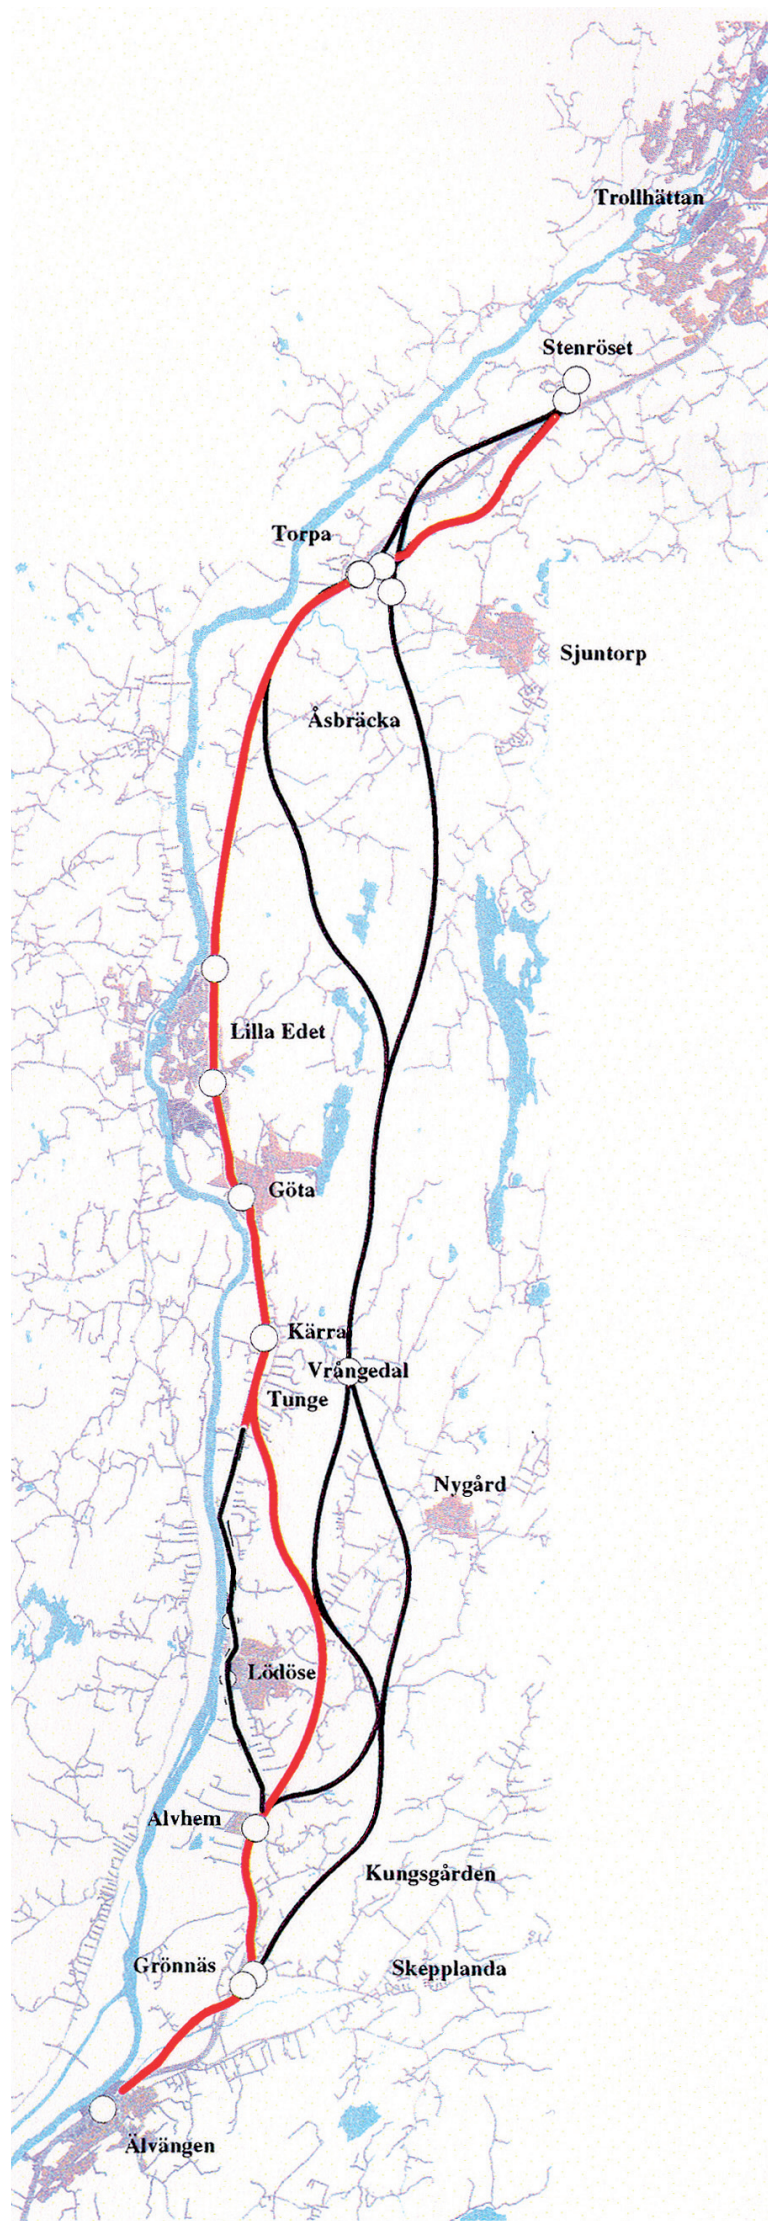 Trollhättan
Stenröset
Torpa
Sjuntorp
Åsbräcka
Lilla Edet
Göta
Kärra
Vrångedal
Tunge
Nygård
Lödöse
Alvhem
Kungsgården
Grönnäs
Skepplanda
Älvängen